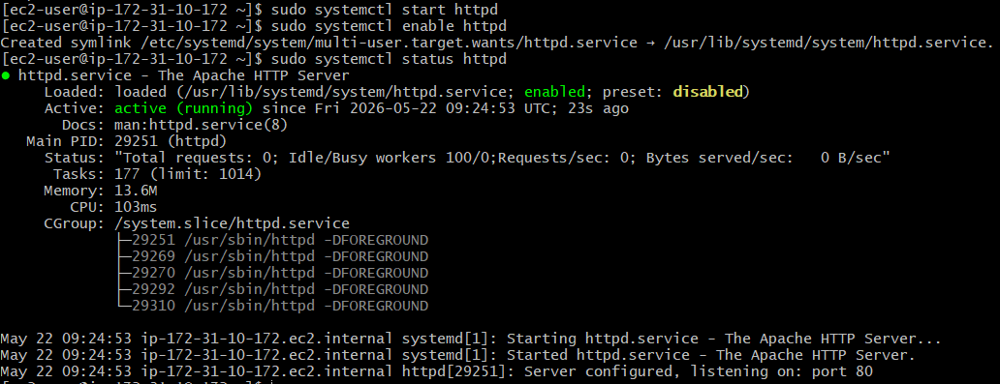 [ec2-user@ip-172-31-10-172 ~]$ sudo systemctl start httpd
[ec2-user@ip-172-31-10-172 ~]$ sudo systemctl enable httpd
Created symlink /etc/systemd/system/multi-user.target.wants/httpd.service → /usr/lib/systemd/system/httpd.service.
[ec2-user@ip-172-31-10-172 ~]$ sudo systemctl status httpd
● httpd.service - The Apache HTTP Server
     Loaded: loaded (/usr/lib/systemd/system/httpd.service; enabled; preset: disabled)
     Active: active (running) since Fri 2026-05-22 09:24:53 UTC; 23s ago
       Docs: man:httpd.service(8)
   Main PID: 29251 (httpd)
     Status: "Total requests: 0; Idle/Busy workers 100/0;Requests/sec: 0; Bytes served/sec:   0 B/sec"
      Tasks: 177 (limit: 1014)
     Memory: 13.6M
        CPU: 103ms
     CGroup: /system.slice/httpd.service
             ├─29251 /usr/sbin/httpd -DFOREGROUND
             ├─29269 /usr/sbin/httpd -DFOREGROUND
             ├─29270 /usr/sbin/httpd -DFOREGROUND
             ├─29292 /usr/sbin/httpd -DFOREGROUND
             └─29310 /usr/sbin/httpd -DFOREGROUND
May 22 09:24:53 ip-172-31-10-172.ec2.internal systemd[1]: Starting httpd.service - The Apache HTTP Server...
May 22 09:24:53 ip-172-31-10-172.ec2.internal systemd[1]: Started httpd.service - The Apache HTTP Server.
May 22 09:24:53 ip-172-31-10-172.ec2.internal httpd[29251]: Server configured, listening on: port 80
[ec2-user@ip-172-31-10-172 ~]$